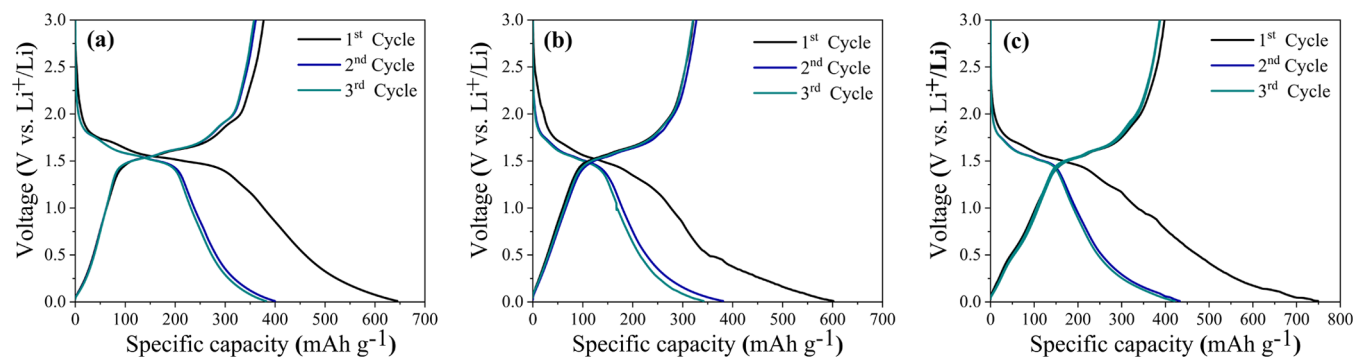 (a)
1st Cycle
2nd Cycle
3rd Cycle
Voltage (V vs. Li+/Li)
3.0
2.5
2.0
1.5
1.0
0.5
0.0
0 100 200 300 400 500 600 700
Specific capacity (mAh g-1)
(b)
1st Cycle
2nd Cycle
3rd Cycle
Voltage (V vs. Li+/Li)
3.0
2.5
2.0
1.5
1.0
0.5
0.0
0 100 200 300 400 500 600 700
Specific capacity (mAh g-1)
(c)
1st Cycle
2nd Cycle
3rd Cycle
Voltage (V vs. Li+/Li)
3.0
2.5
2.0
1.5
1.0
0.5
0.0
0 100 200 300 400 500 600 700 800
Specific capacity (mAh g-1)